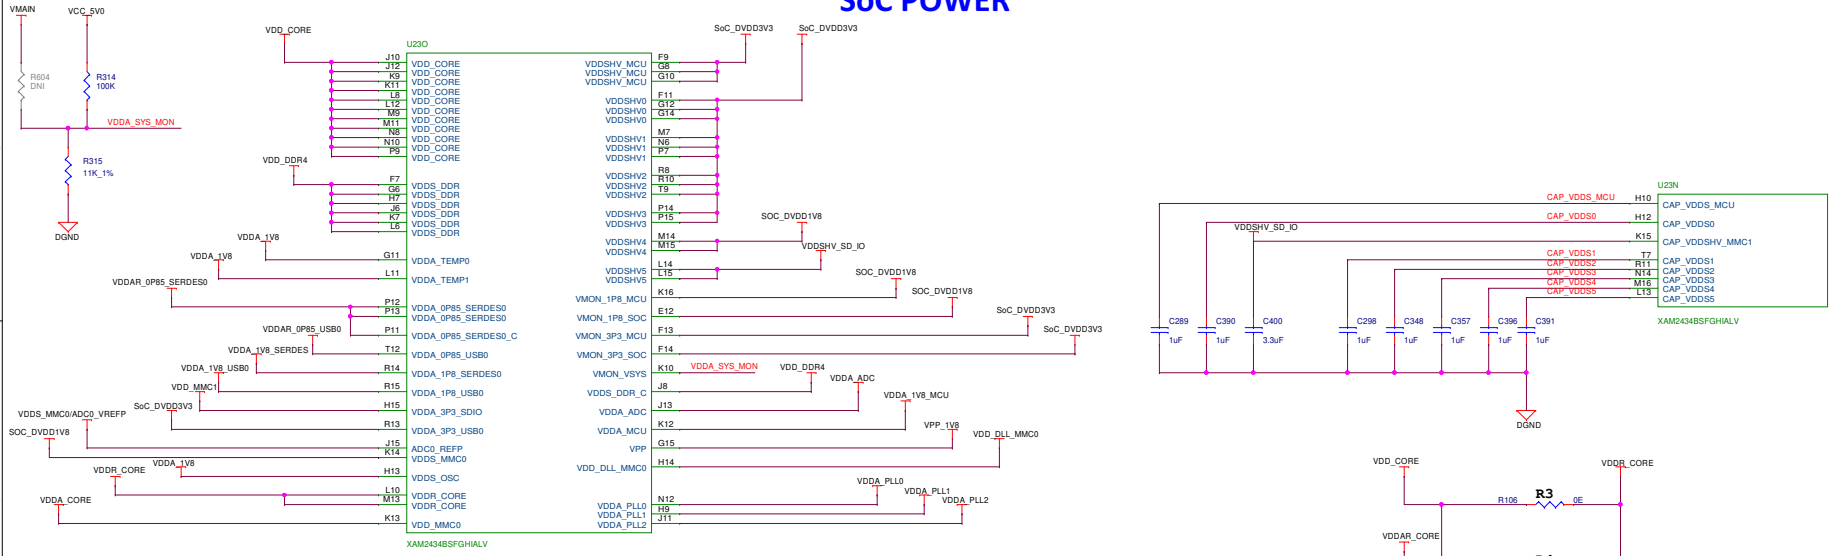 SoC POWER
VMAIN
VCC_5V0
R604
DNI
R314
100K
VDDA_SYS_MON
R315
11K_1%
DGND
VDD_CORE
VDD_DDR4
VDDA_1V8
VDDA_1V8
VDDAR_0P85_SERDES0
VDDAR_0P85_USB0
VDDA_1V8_SERDES
VDDA_1V8_USB0
VDD_MMC1
SoC_DVDD3V3
VDDS_MMC0/ADC0_VREFP
SOC_DVDD1V8
VDDA_1V8
VDDR_CORE
VDDA_CORE
U23O
J10 VDD_CORE
J12 VDD_CORE
K9 VDD_CORE
K11 VDD_CORE
L8 VDD_CORE
L12 VDD_CORE
M9 VDD_CORE
M11 VDD_CORE
N8 VDD_CORE
N10 VDD_CORE
P9 VDD_CORE
F7 VDDS_DDR
G6 VDDS_DDR
H7 VDDS_DDR
J6 VDDS_DDR
K7 VDDS_DDR
L6 VDDS_DDR
G11 VDDA_TEMP0
L11 VDDA_TEMP1
P12 VDDA_0P85_SERDES0
P13 VDDA_0P85_SERDES0
P11 VDDA_0P85_SERDES0_C
T12 VDDA_0P85_USB0
R14 VDDA_1P8_SERDES0
R15 VDDA_1P8_USB0
H15 VDDA_3P3_SDIO
R13 VDDA_3P3_USB0
J15 ADC0_REFP
K14 VDDS_MMC0
H13 VDDS_OSC
L10 VDDR_CORE
M13 VDDR_CORE
K13 VDD_MMC0
VDDSHV_MCU F9
VDDSHV_MCU G8
VDDSHV_MCU G10
VDDSHV0 F11
VDDSHV0 G12
VDDSHV0 G14
VDDSHV1 M7
VDDSHV1 N6
VDDSHV1 P7
VDDSHV2 R8
VDDSHV2 R10
VDDSHV2 T9
VDDSHV3 P14
VDDSHV3 P15
VDDSHV4 M14
VDDSHV4 M15
VDDSHV5 L14
VDDSHV5 L15
VMON_1P8_MCU K16
VMON_1P8_SOC E12
VMON_3P3_MCU F13
VMON_3P3_SOC F14
VMON_VSYS K10
VDDS_DDR_C J8
VDDA_ADC J13
VDDA_MCU K12
VPP G15
VDD_DLL_MMC0 H14
VDDA_PLL0 N12
VDDA_PLL1 H9
VDDA_PLL2 J11
XAM2434BSFGHIALV
SoC_DVDD3V3
SoC_DVDD3V3
SOC_DVDD1V8
VDDSHV_SD_IO
SOC_DVDD1V8
SOC_DVDD1V8
SoC_DVDD3V3
SoC_DVDD3V3
VDDA_SYS_MON
VDD_DDR4
VDDA_ADC
VDDA_1V8_MCU
VPP_1V8
VDD_DLL_MMC0
VDDA_PLL0
VDDA_PLL1
VDDA_PLL2
U23N
CAP_VDDS_MCU H10 CAP_VDDS_MCU
CAP_VDDS0 H12 CAP_VDDS0
VDDSHV_SD_IO K15 CAP_VDDSHV_MMC1
CAP_VDDS1 T7 CAP_VDDS1
CAP_VDDS2 R11 CAP_VDDS2
CAP_VDDS3 N14 CAP_VDDS3
CAP_VDDS4 M16 CAP_VDDS4
CAP_VDDS5 L13 CAP_VDDS5
XAM2434BSFGHIALV
C289 C390 C400 C298 C348 C357 C396 C391
1uF 1uF 3.3uF 1uF 1uF 1uF 1uF 1uF
DGND
VDD_CORE
VDDR_CORE
R3
R106 0E
VDDAR_CORE